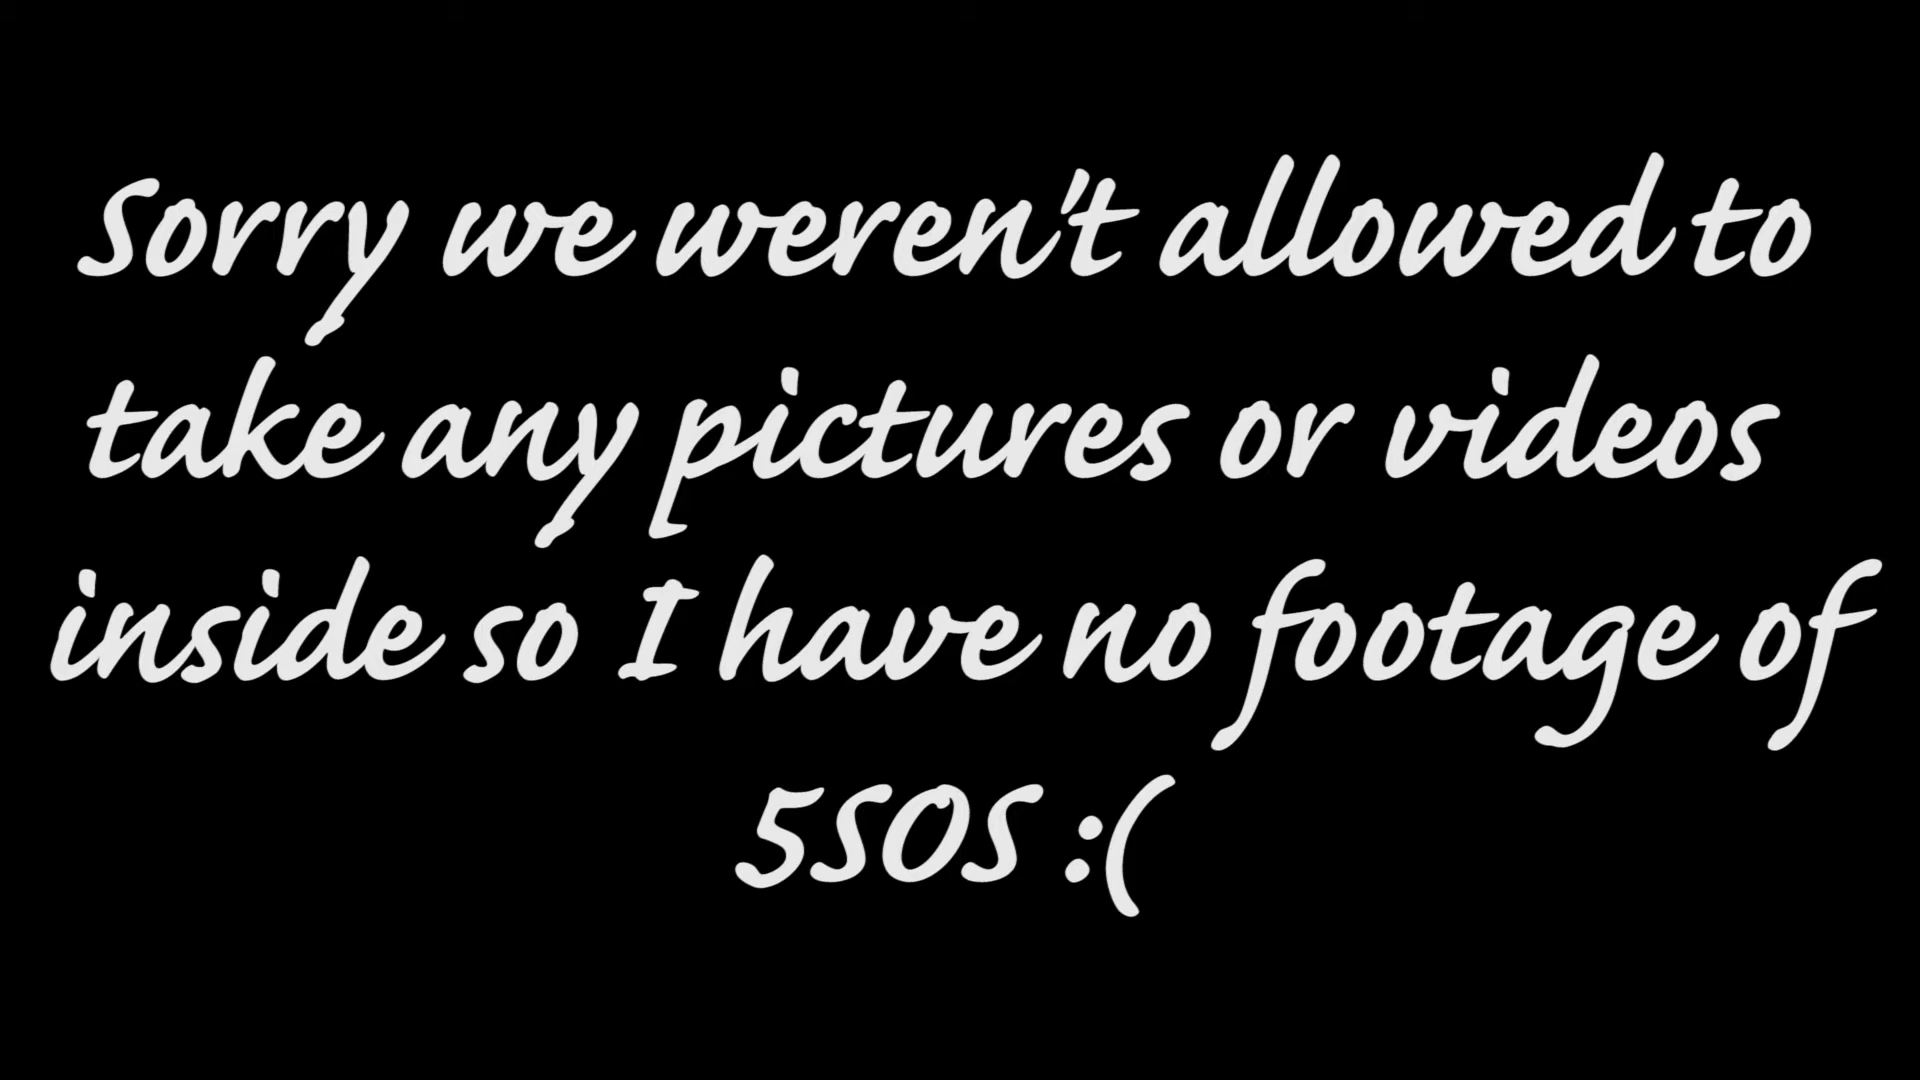 Sorry we weren't allowed to
take any pictures or videos
inside so I have no footage of
5SOS :(